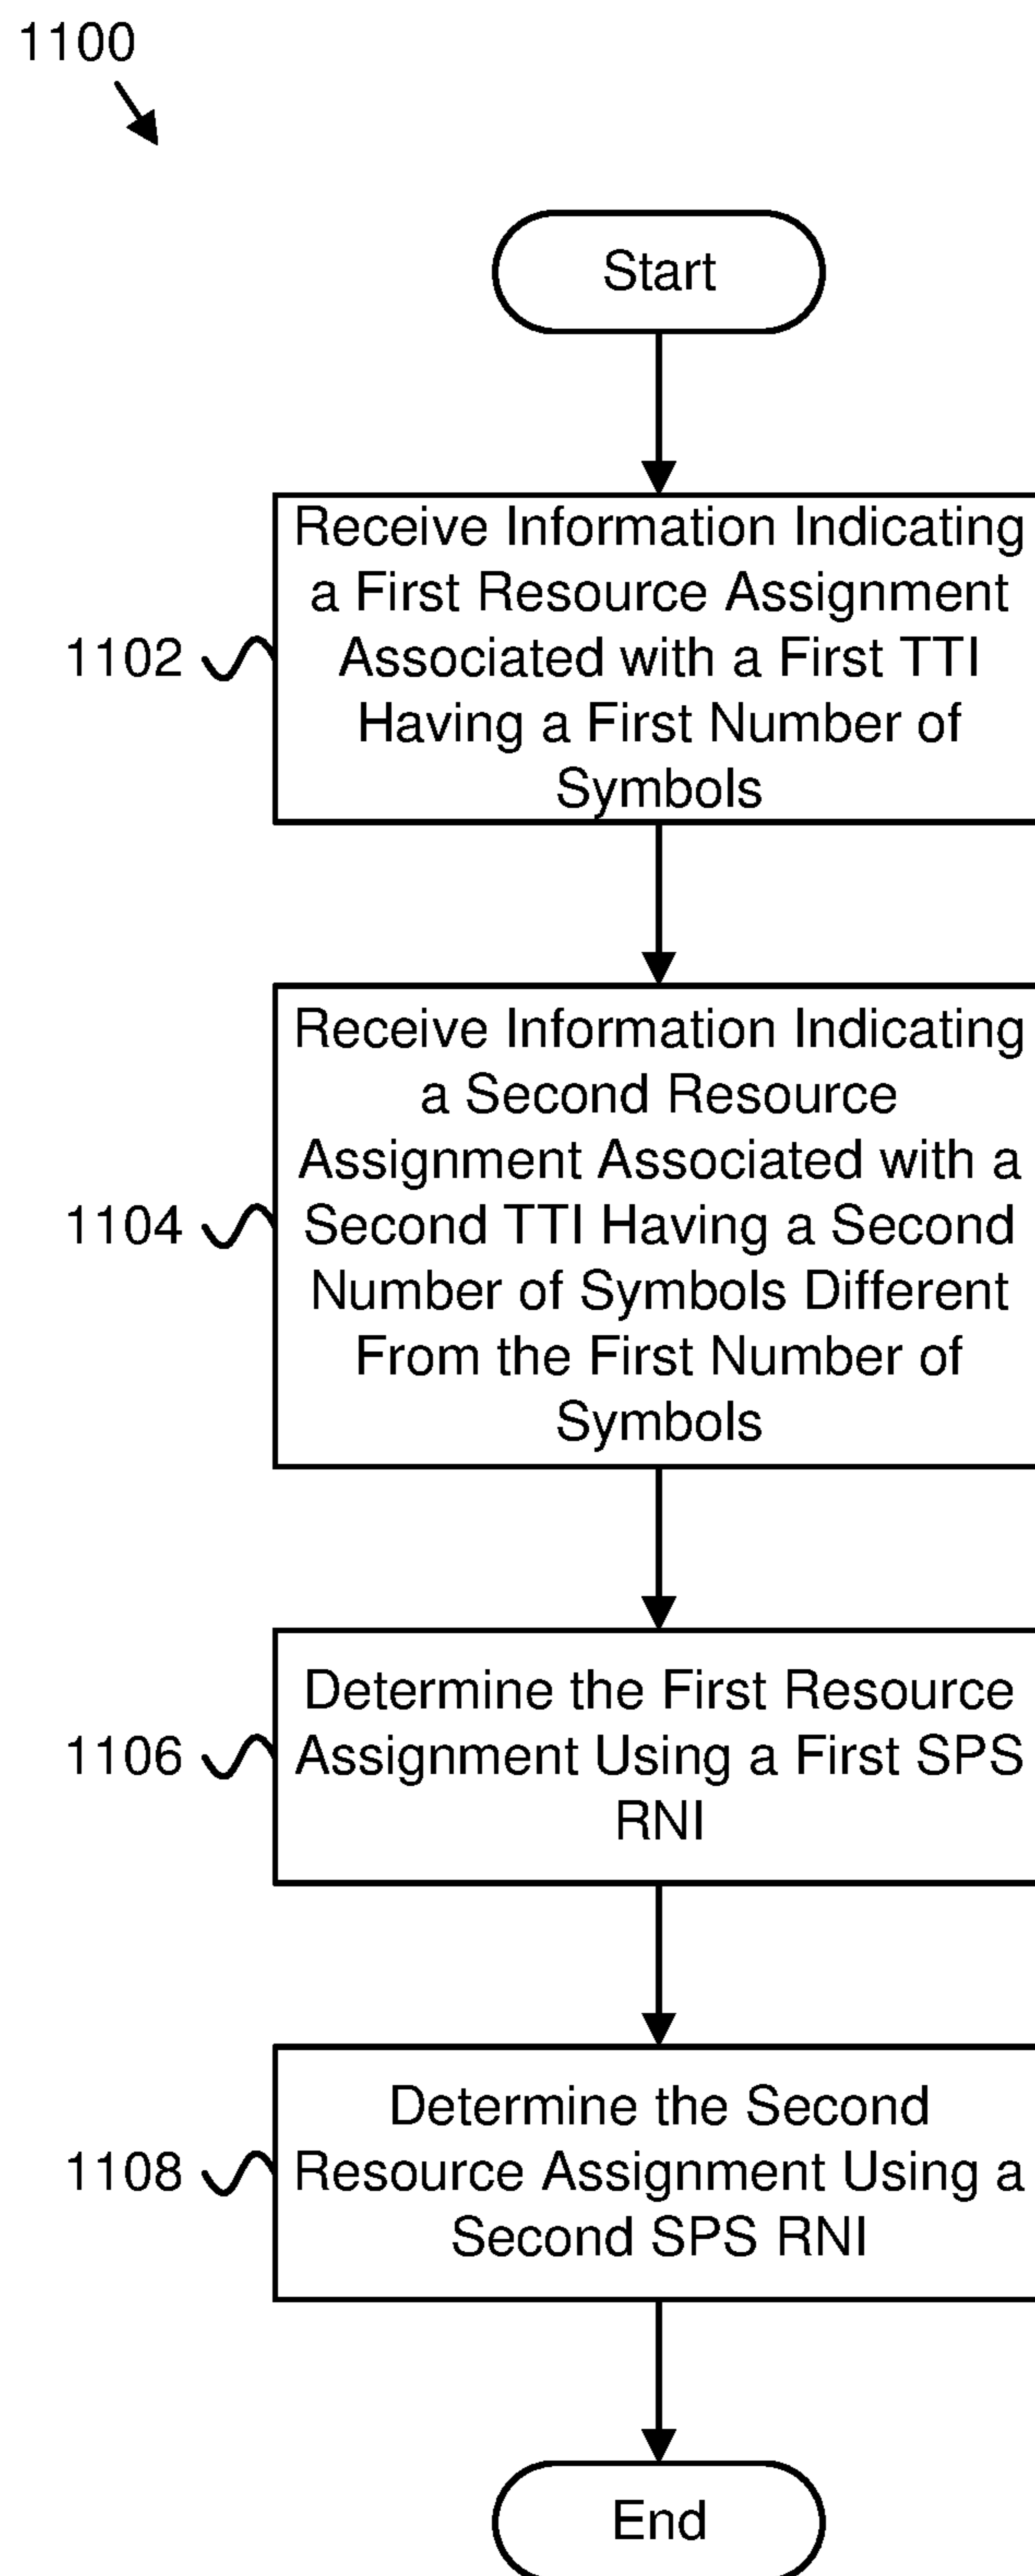 1100
Start
Receive Information Indicating
a First Resource Assignment
Associated with a First TTI
Having a First Number of
Symbols
1102
Receive Information Indicating
a Second Resource
Assignment Associated with a
Second TTI Having a Second
Number of Symbols Different
From the First Number of
Symbols
1104
Determine the First Resource
Assignment Using a First SPS
RNI
1106
Determine the Second
Resource Assignment Using a
Second SPS RNI
1108
End